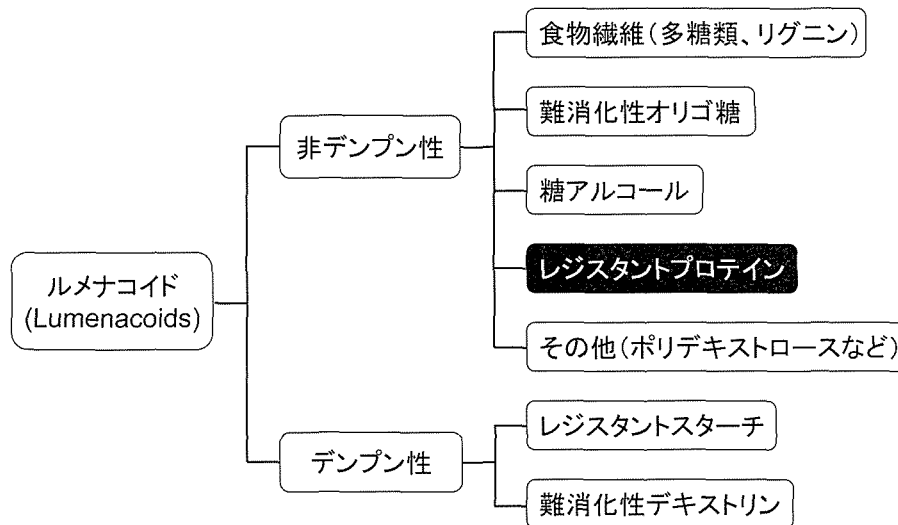 食物繊維（多糖類、リグニン）
難消化性オリゴ糖
非デンプン性
糖アルコール
レジスタントプロテイン
ルメナコイド
(Lumenacoids)
その他（ポリデキストロースなど）
レジスタントスターチ
デンプン性
難消化性デキストリン